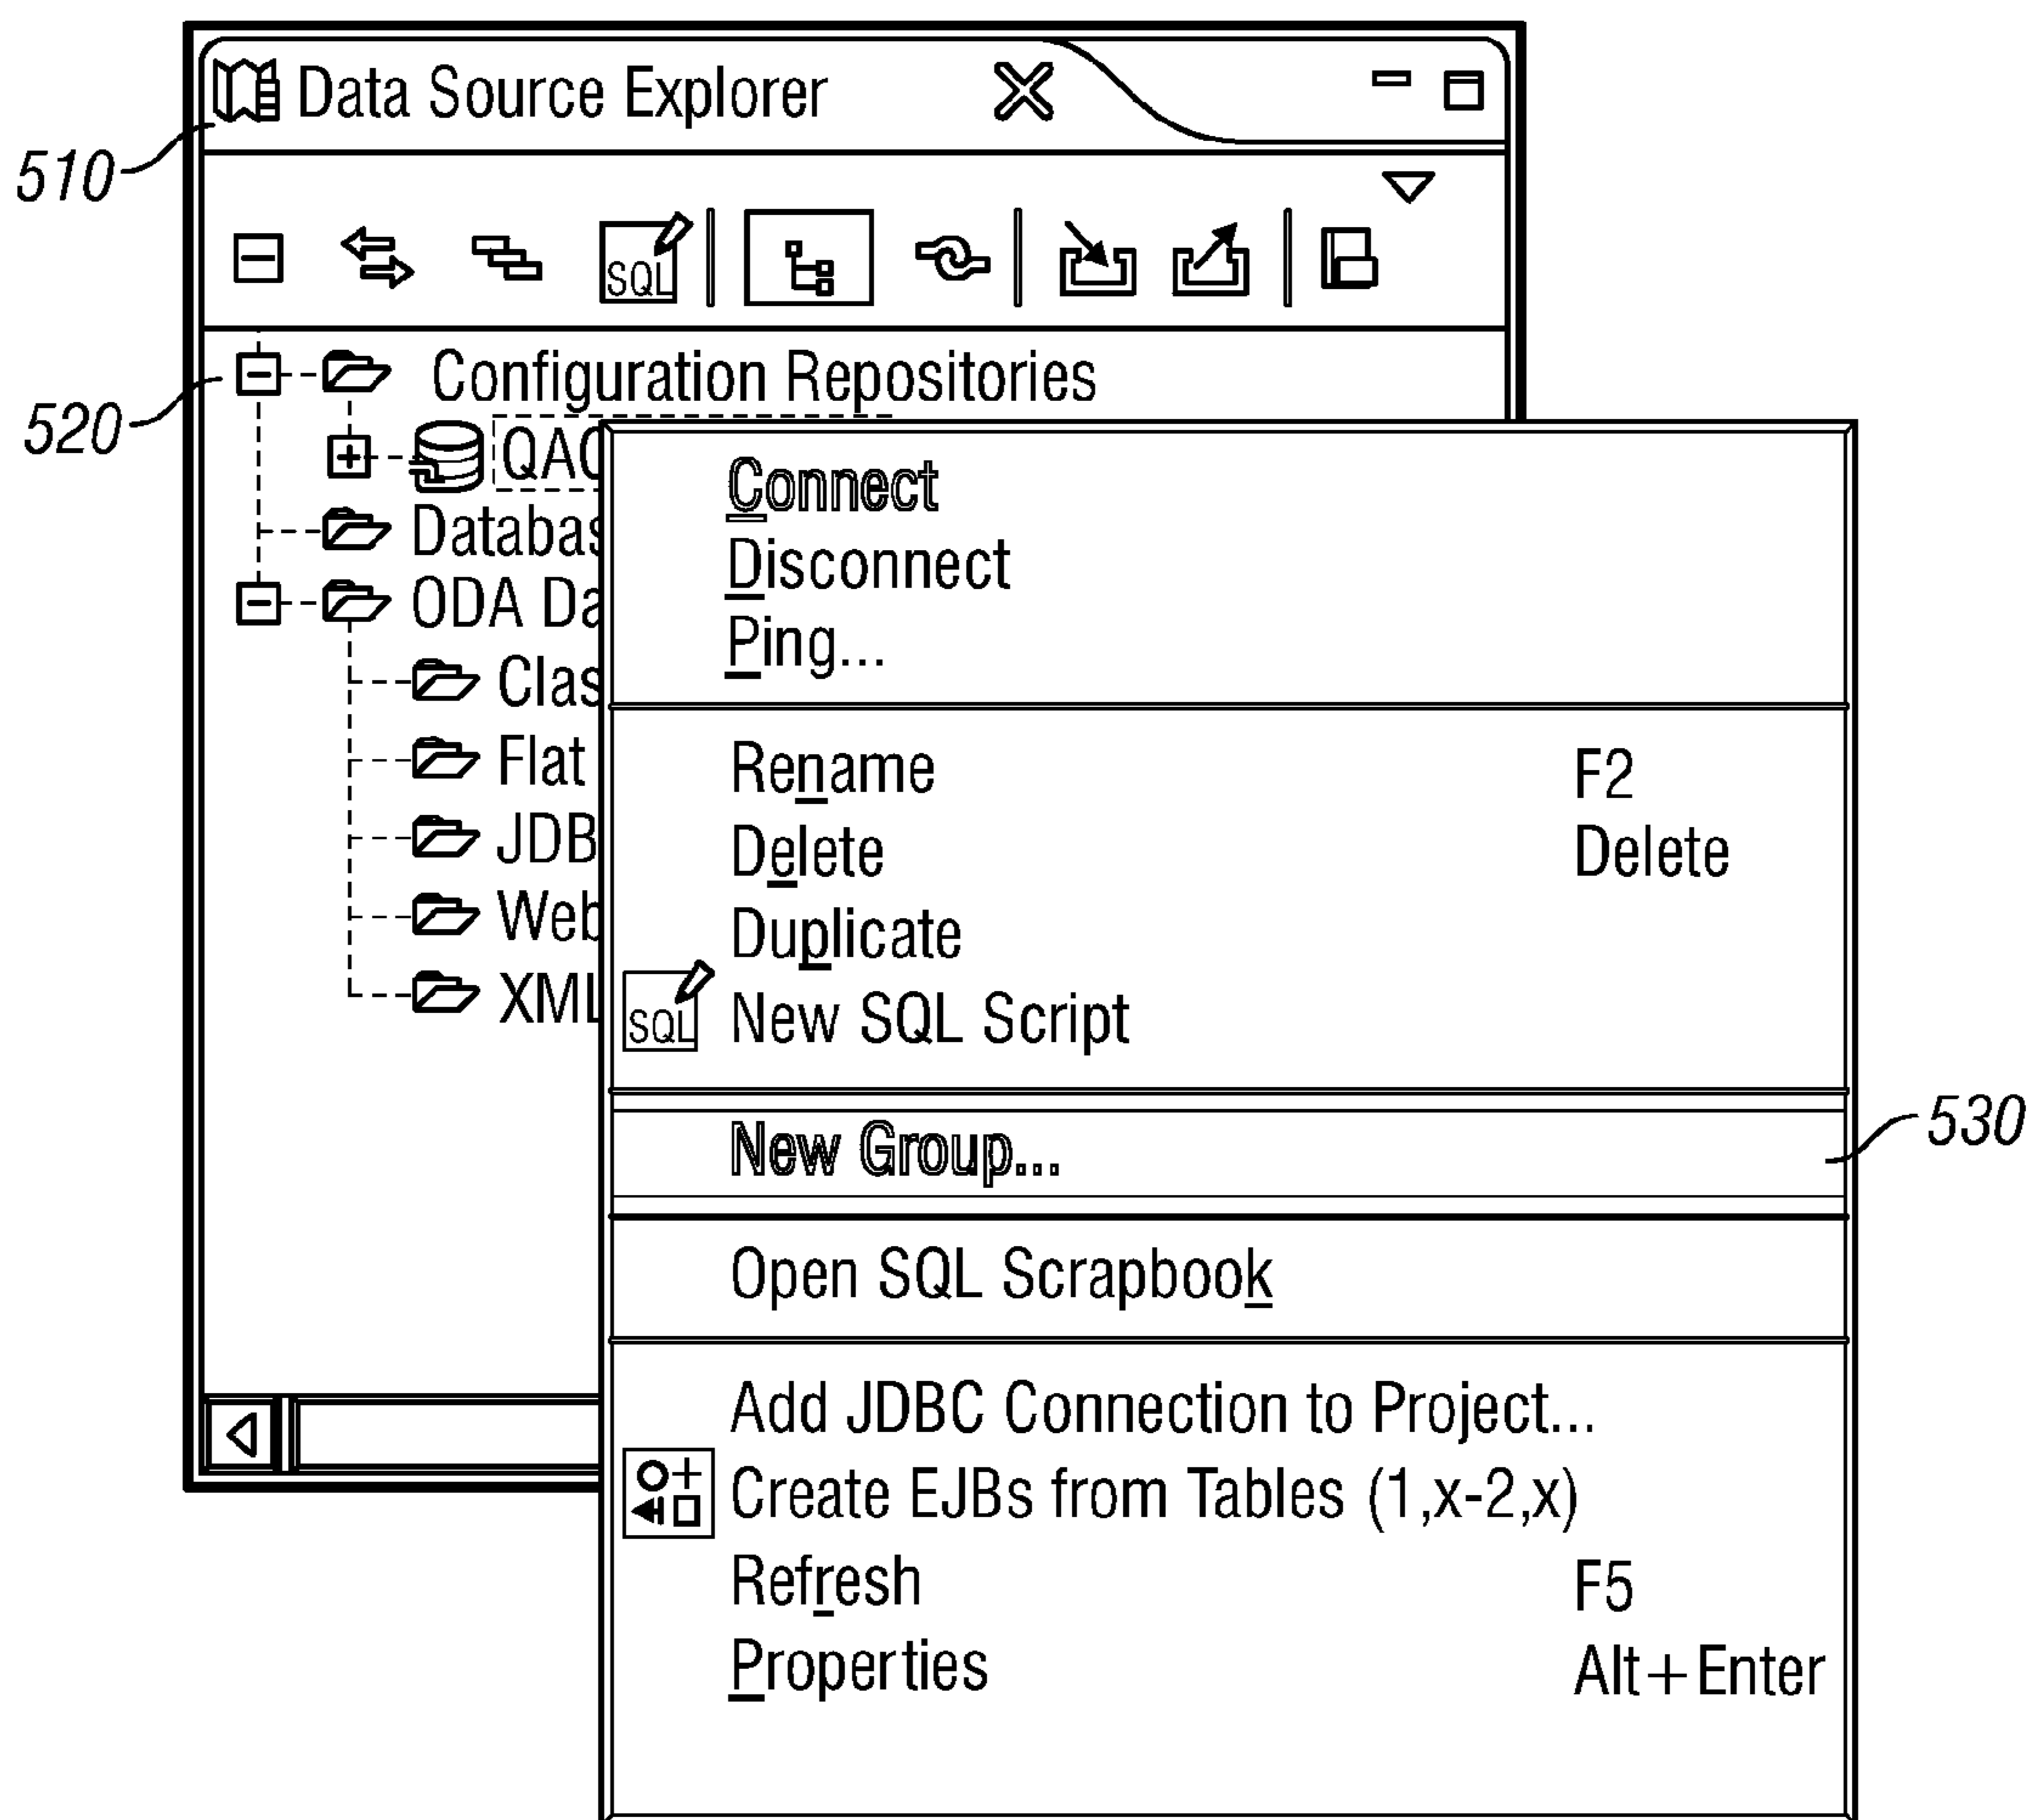 Data Source Explorer
510
SQL
Configuration Repositories
520
QAC
Databas
ODA Da
Clas
Flat
JDB
Web
XML
Connect
Disconnect
Ping...
Rename F2
Delete Delete
Duplicate
SQL New SQL Script
New Group...
530
Open SQL Scrapbook
Add JDBC Connection to Project...
Create EJBs from Tables (1,x-2,x)
Refresh F5
Properties Alt+Enter